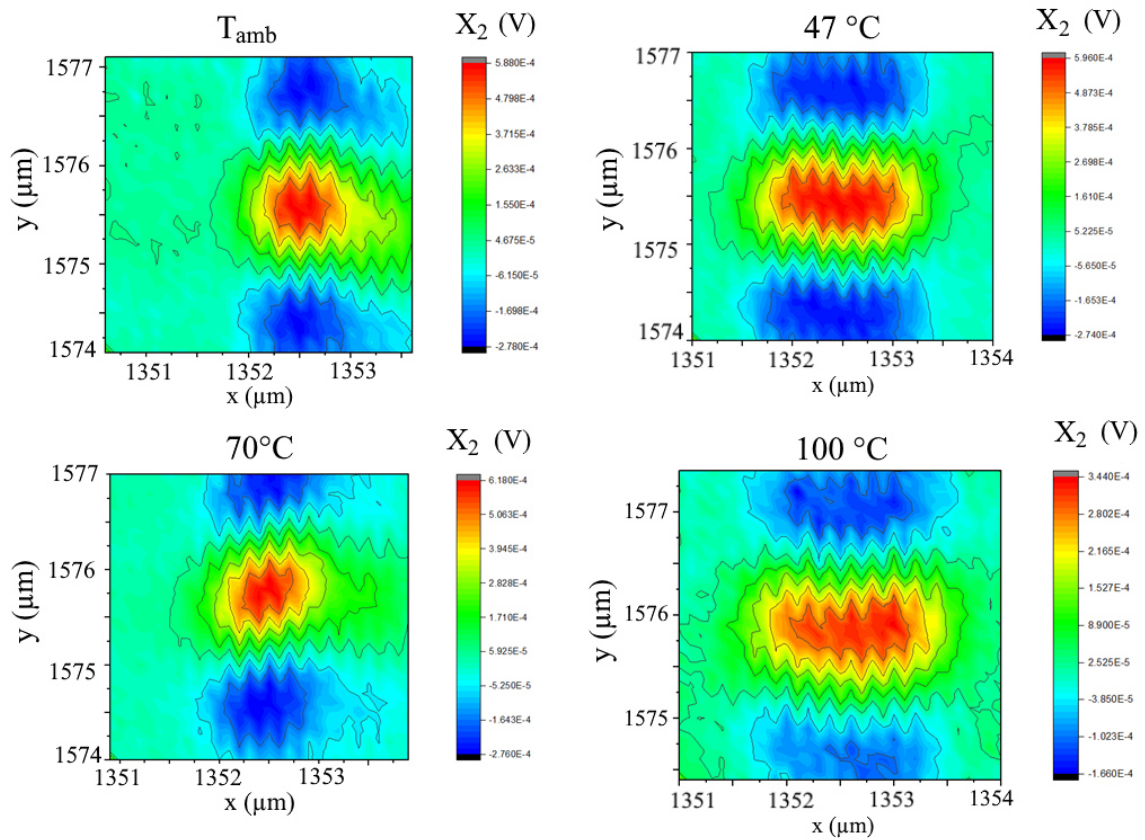 T_amb
X₂ (V)
1577
1576
1575
1574
y (μm)
1351
1352
1353
x (μm)
5.880E-4
4.798E-4
3.715E-4
2.633E-4
1.550E-4
4.675E-5
-6.150E-5
-1.698E-4
-2.780E-4
47 °C
X₂ (V)
1577
1576
1575
1574
y (μm)
1351
1352
1353
1354
x (μm)
5.960E-4
4.873E-4
3.785E-4
2.698E-4
1.610E-4
5.225E-5
-5.650E-5
-1.653E-4
-2.740E-4
70°C
X₂ (V)
1577
1576
1575
1574
y (μm)
1351
1352
1353
x (μm)
6.180E-4
5.063E-4
3.945E-4
2.828E-4
1.710E-4
5.925E-5
-5.250E-5
-1.643E-4
-2.760E-4
100 °C
X₂ (V)
1577
1576
1575
y (μm)
1351
1352
1353
1354
x (μm)
3.440E-4
2.802E-4
2.165E-4
1.527E-4
8.900E-5
2.525E-5
-3.850E-5
-1.023E-4
-1.660E-4